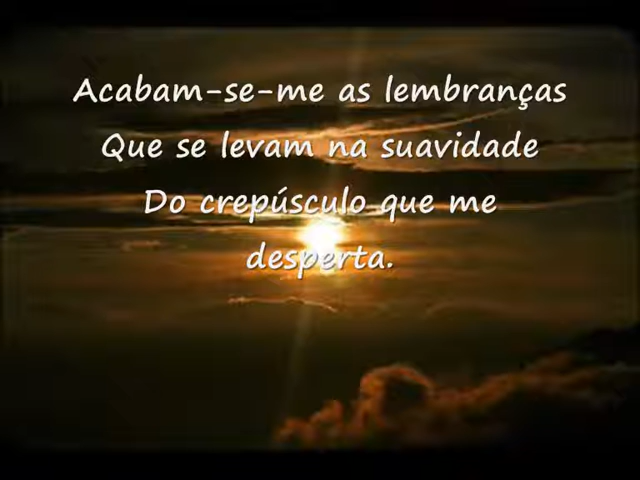 Acabam-se-me as lembranças
Que se levam na suavidade
Do crepúsculo que me
desperta.